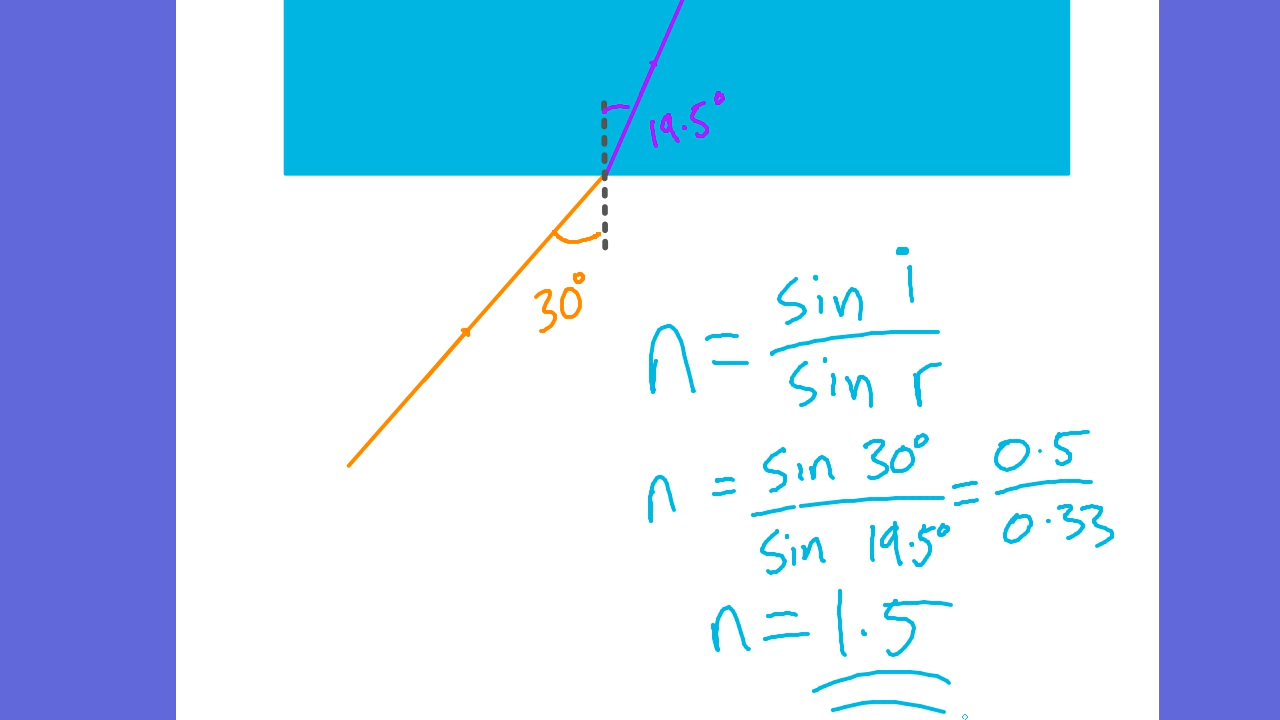 19.5°
30°
n = sin i / sin r
n = sin 30° / sin 19.5° = 0.5 / 0.33
n = 1.5